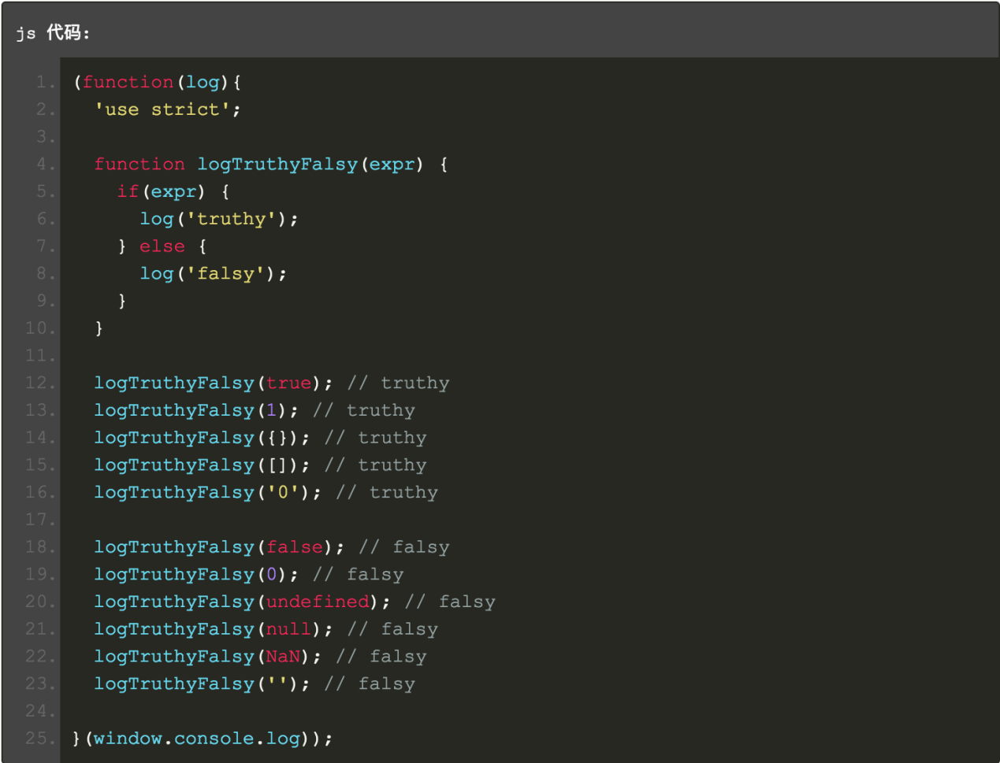 js 代码:
1. (function(log){
2.   'use strict';
3.
4.   function logTruthyFalsy(expr) {
5.     if(expr) {
6.       log('truthy');
7.     } else {
8.       log('falsy');
9.     }
10.   }
11.
12.   logTruthyFalsy(true); // truthy
13.   logTruthyFalsy(1); // truthy
14.   logTruthyFalsy({}); // truthy
15.   logTruthyFalsy([]); // truthy
16.   logTruthyFalsy('0'); // truthy
17.
18.   logTruthyFalsy(false); // falsy
19.   logTruthyFalsy(0); // falsy
20.   logTruthyFalsy(undefined); // falsy
21.   logTruthyFalsy(null); // falsy
22.   logTruthyFalsy(NaN); // falsy
23.   logTruthyFalsy(''); // falsy
24.
25. }(window.console.log));